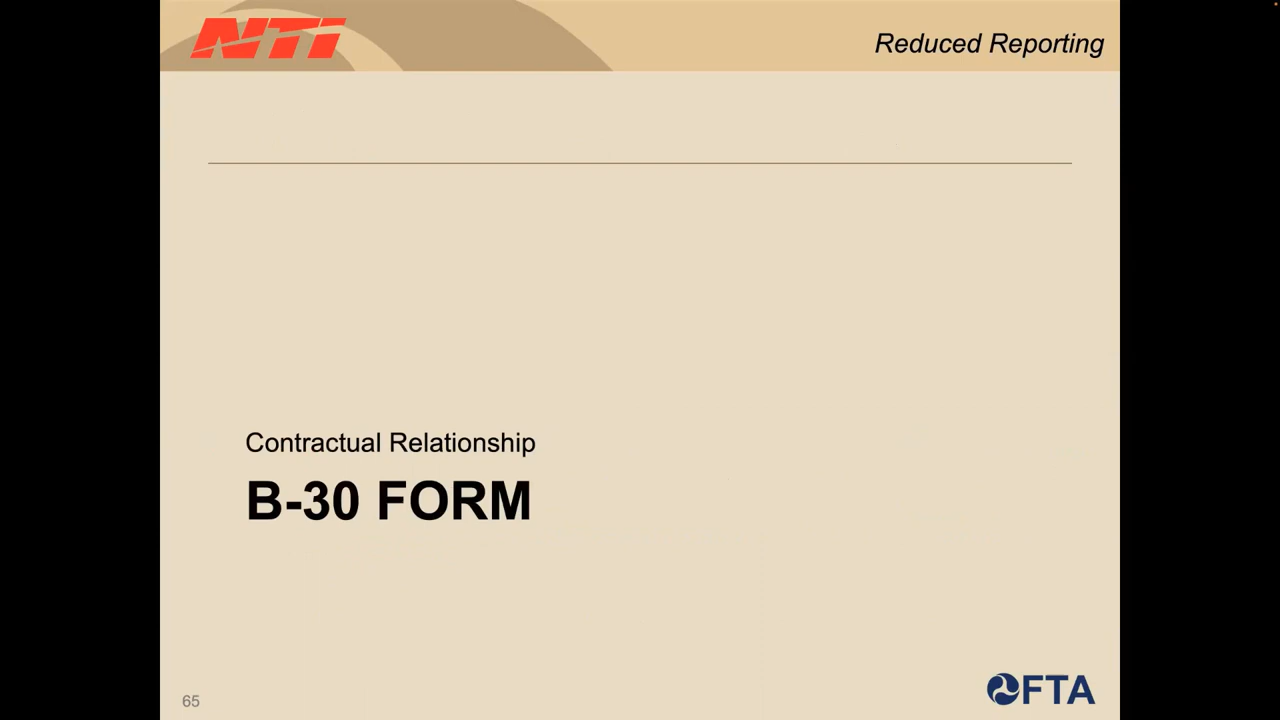 NTI
Reduced Reporting
Contractual Relationship
B-30 FORM
65
FTA